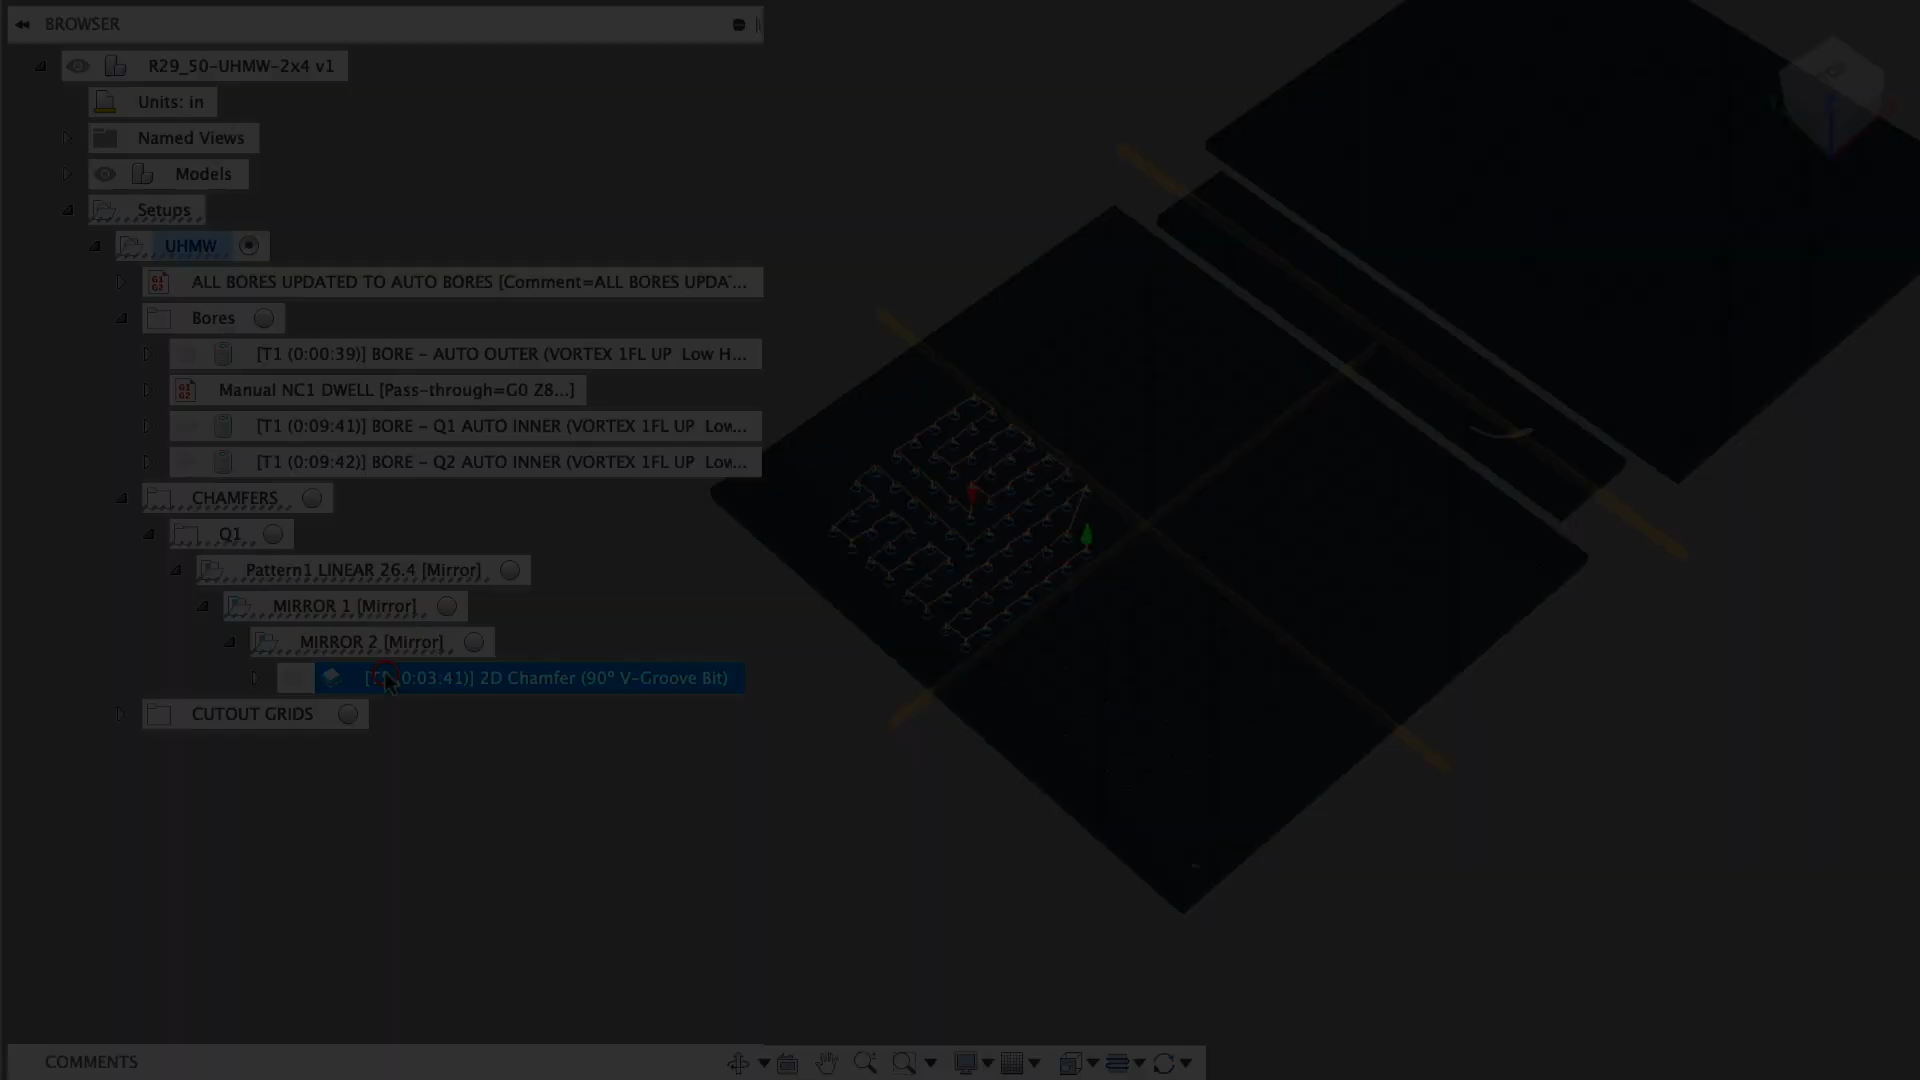 BROWSER
R29_50-UHMW-2x4 v1
Units: in
Named Views
Models
Setups
UHMW
ALL BORES UPDATED TO AUTO BORES [Comment=ALL BORES UPDA...
Bores
[T1 (0:00:39)] BORE - AUTO OUTER (VORTEX 1FL UP Low H...
Manual NC1 DWELL [Pass-through=G0 Z8...]
[T1 (0:09:41)] BORE - Q1 AUTO INNER (VORTEX 1FL UP Low...
[T1 (0:09:42)] BORE - Q2 AUTO INNER (VORTEX 1FL UP Low...
CHAMFERS
Q1
Pattern1 LINEAR 26.4 [Mirror]
MIRROR 1 [Mirror]
MIRROR 2 [Mirror]
0:03:41)] 2D Chamfer (90° V-Groove Bit)
CUTOUT GRIDS
COMMENTS